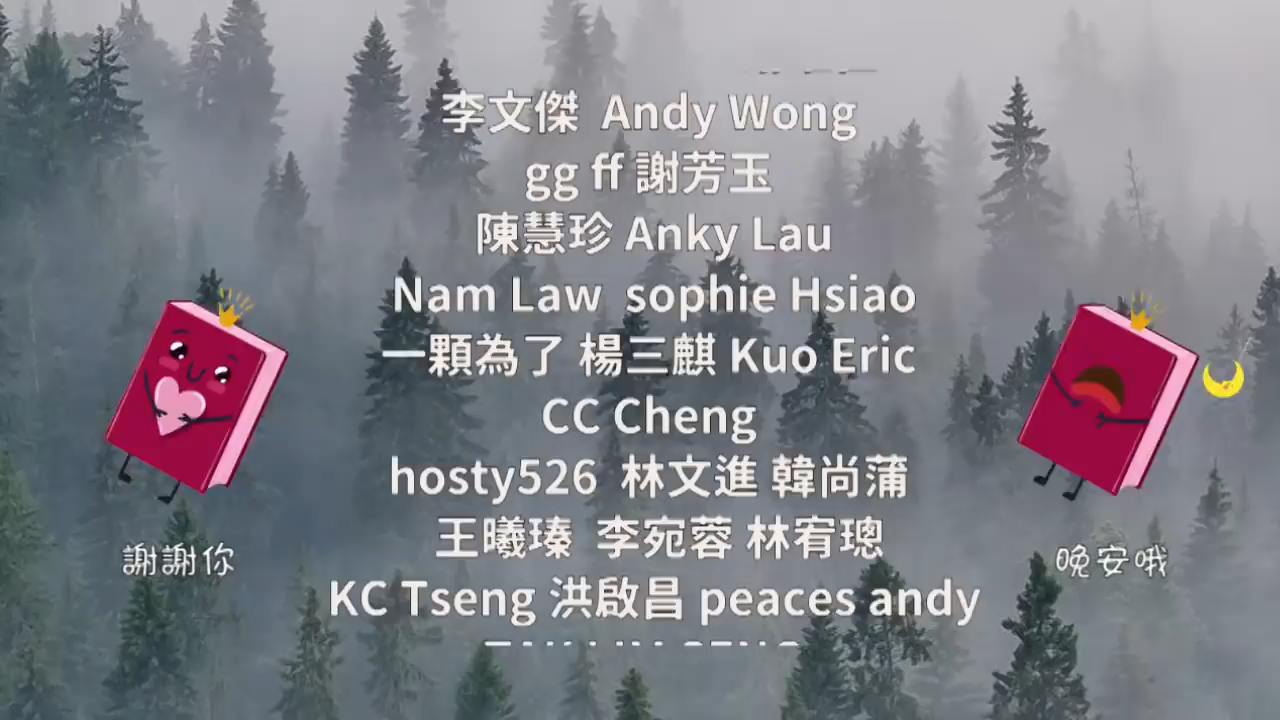 李文傑 Andy Wong
gg ff 謝芳玉
陳慧珍 Anky Lau
Nam Law sophie Hsiao
一顆為了 楊三麒 Kuo Eric
CC Cheng
hosty526 林文進 韓尚蒲
王曦瑧 李宛蓉 林宥璁
KC Tseng 洪啟昌 peaces andy
謝謝你
晚安哦